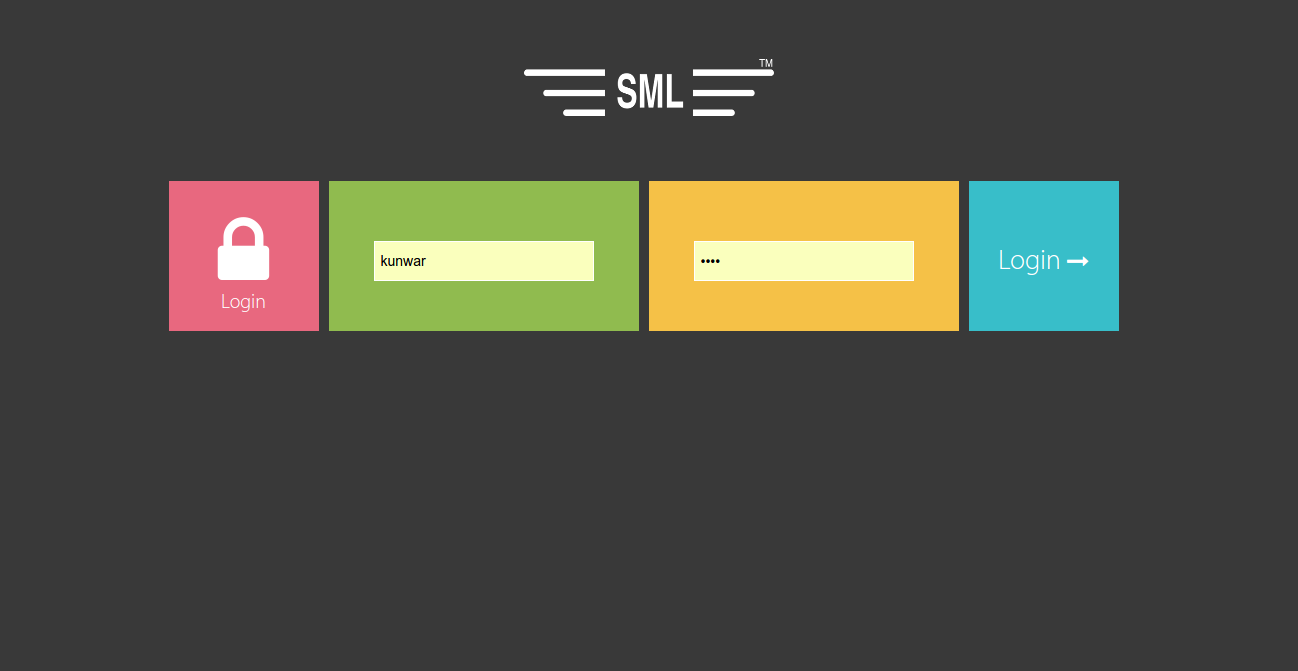 SML TM
Login
kunwar
••••
Login